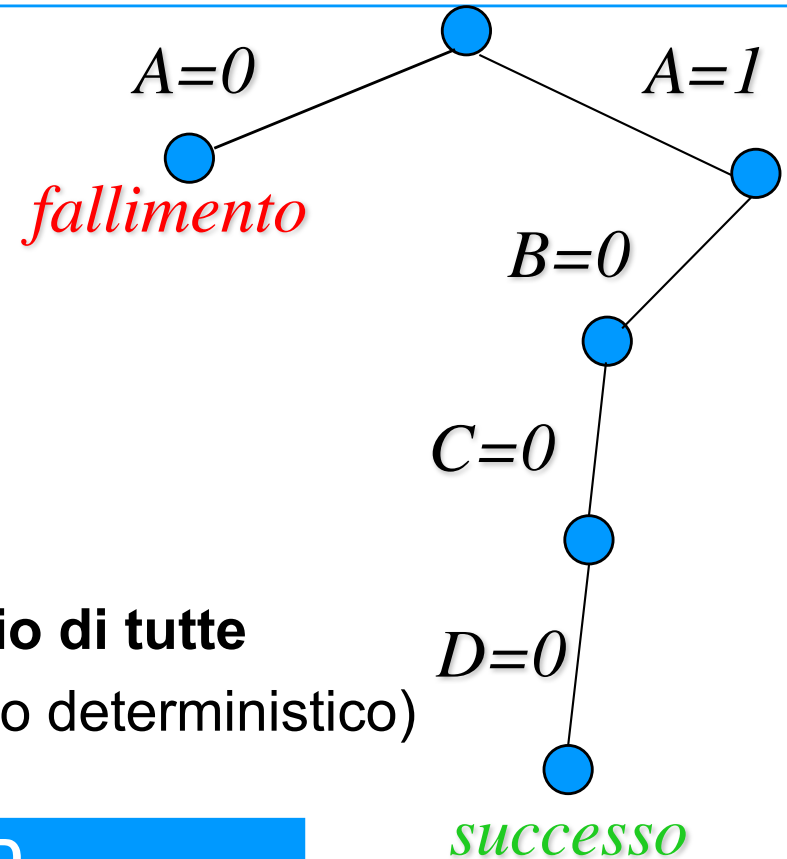 A=0 A=1
fallimento
B=0
C=0
io di tutte
D=0
o deterministico)
successo